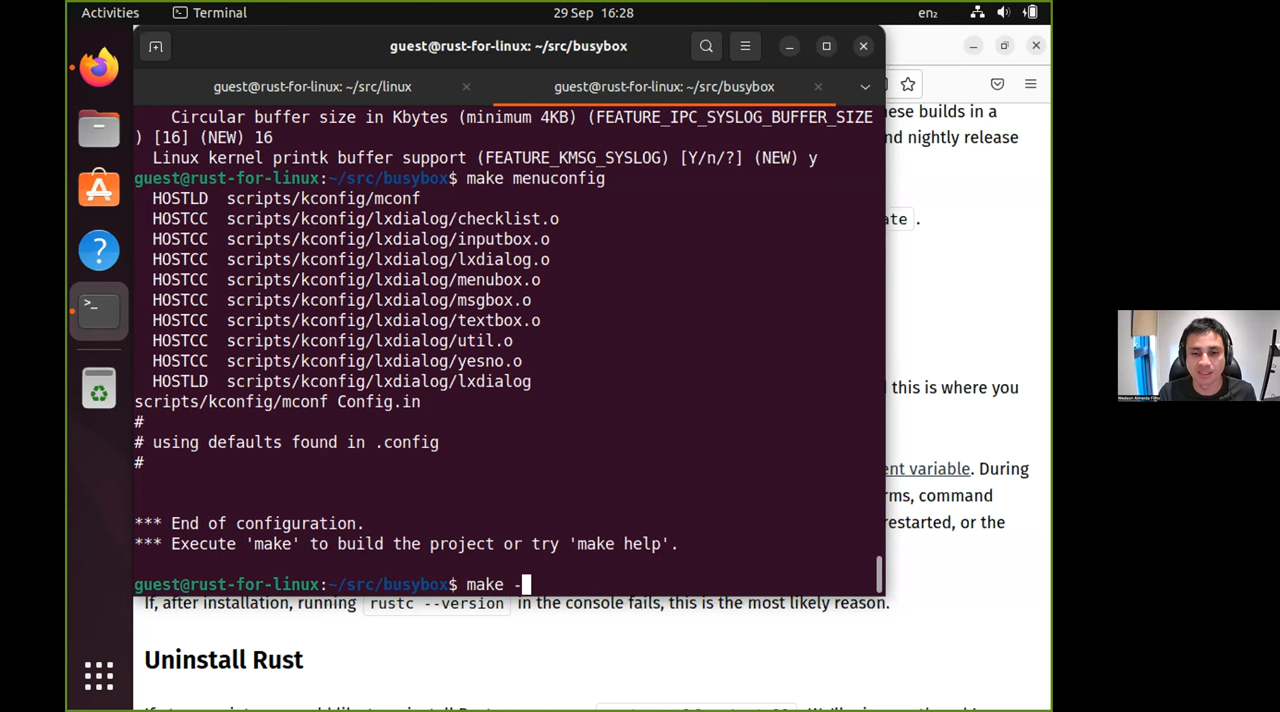 Activities
Terminal
29 Sep 16:28
en₂
guest@rust-for-linux: ~/src/busybox
guest@rust-for-linux: ~/src/linux
guest@rust-for-linux: ~/src/busybox
Circular buffer size in Kbytes (minimum 4KB) (FEATURE_IPC_SYSLOG_BUFFER_SIZE
) [16] (NEW) 16
Linux kernel printk buffer support (FEATURE_KMSG_SYSLOG) [Y/n/?] (NEW) y
guest@rust-for-linux:~/src/busybox$ make menuconfig
HOSTLD scripts/kconfig/mconf
HOSTCC scripts/kconfig/lxdialog/checklist.o
HOSTCC scripts/kconfig/lxdialog/inputbox.o
HOSTCC scripts/kconfig/lxdialog/lxdialog.o
HOSTCC scripts/kconfig/lxdialog/menubox.o
HOSTCC scripts/kconfig/lxdialog/msgbox.o
HOSTCC scripts/kconfig/lxdialog/textbox.o
HOSTCC scripts/kconfig/lxdialog/util.o
HOSTCC scripts/kconfig/lxdialog/yesno.o
HOSTLD scripts/kconfig/lxdialog/lxdialog
scripts/kconfig/mconf Config.in
#
# using defaults found in .config
#
*** End of configuration.
*** Execute 'make' to build the project or try 'make help'.
guest@rust-for-linux:~/src/busybox$ make -
these builds in a
nd nightly release
ate .
this is where you
ent variable. During
rms, command
restarted, or the
If, after installation, running rustc --version in the console fails, this is the most likely reason.
Uninstall Rust
Wedson Almeida Filho